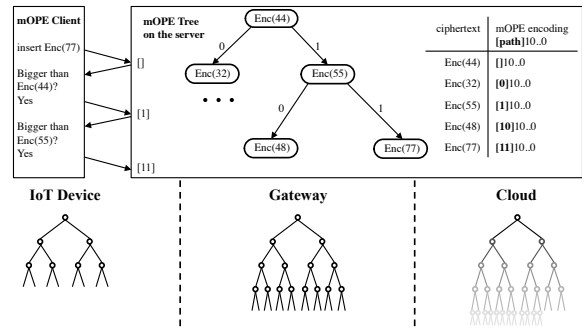 mOPE Client
insert Enc(77)
Bigger than
Enc(44)?
Yes
Bigger than
Enc(55)?
Yes
mOPE Tree
on the server
[]
[1]
[11]
Enc(44)
0
1
Enc(32)
Enc(55)
• • •
0
1
Enc(48)
Enc(77)
ciphertext
mOPE encoding
[path]10..0
Enc(44) []10..0
Enc(32) [0]10..0
Enc(55) [1]10..0
Enc(48) [10]10..0
Enc(77) [11]10..0
IoT Device
Gateway
Cloud